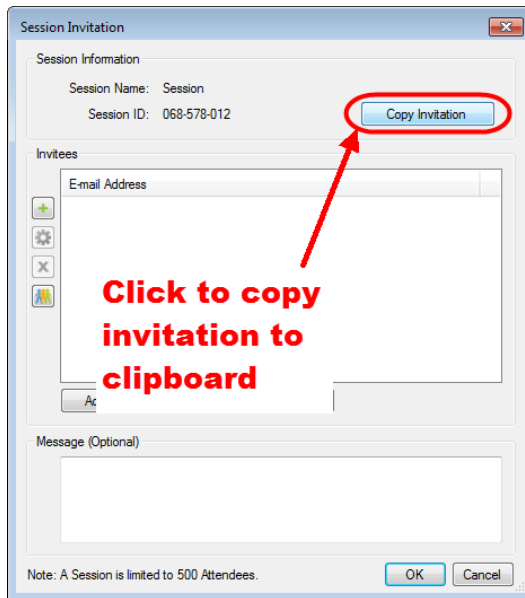 Session Invitation
Session Information
Session Name: Session
Session ID: 068-578-012
Copy Invitation
Invitees
E-mail Address
Click to copy
invitation to
clipboard
Message (Optional)
Note: A Session is limited to 500 Attendees.
OK
Cancel